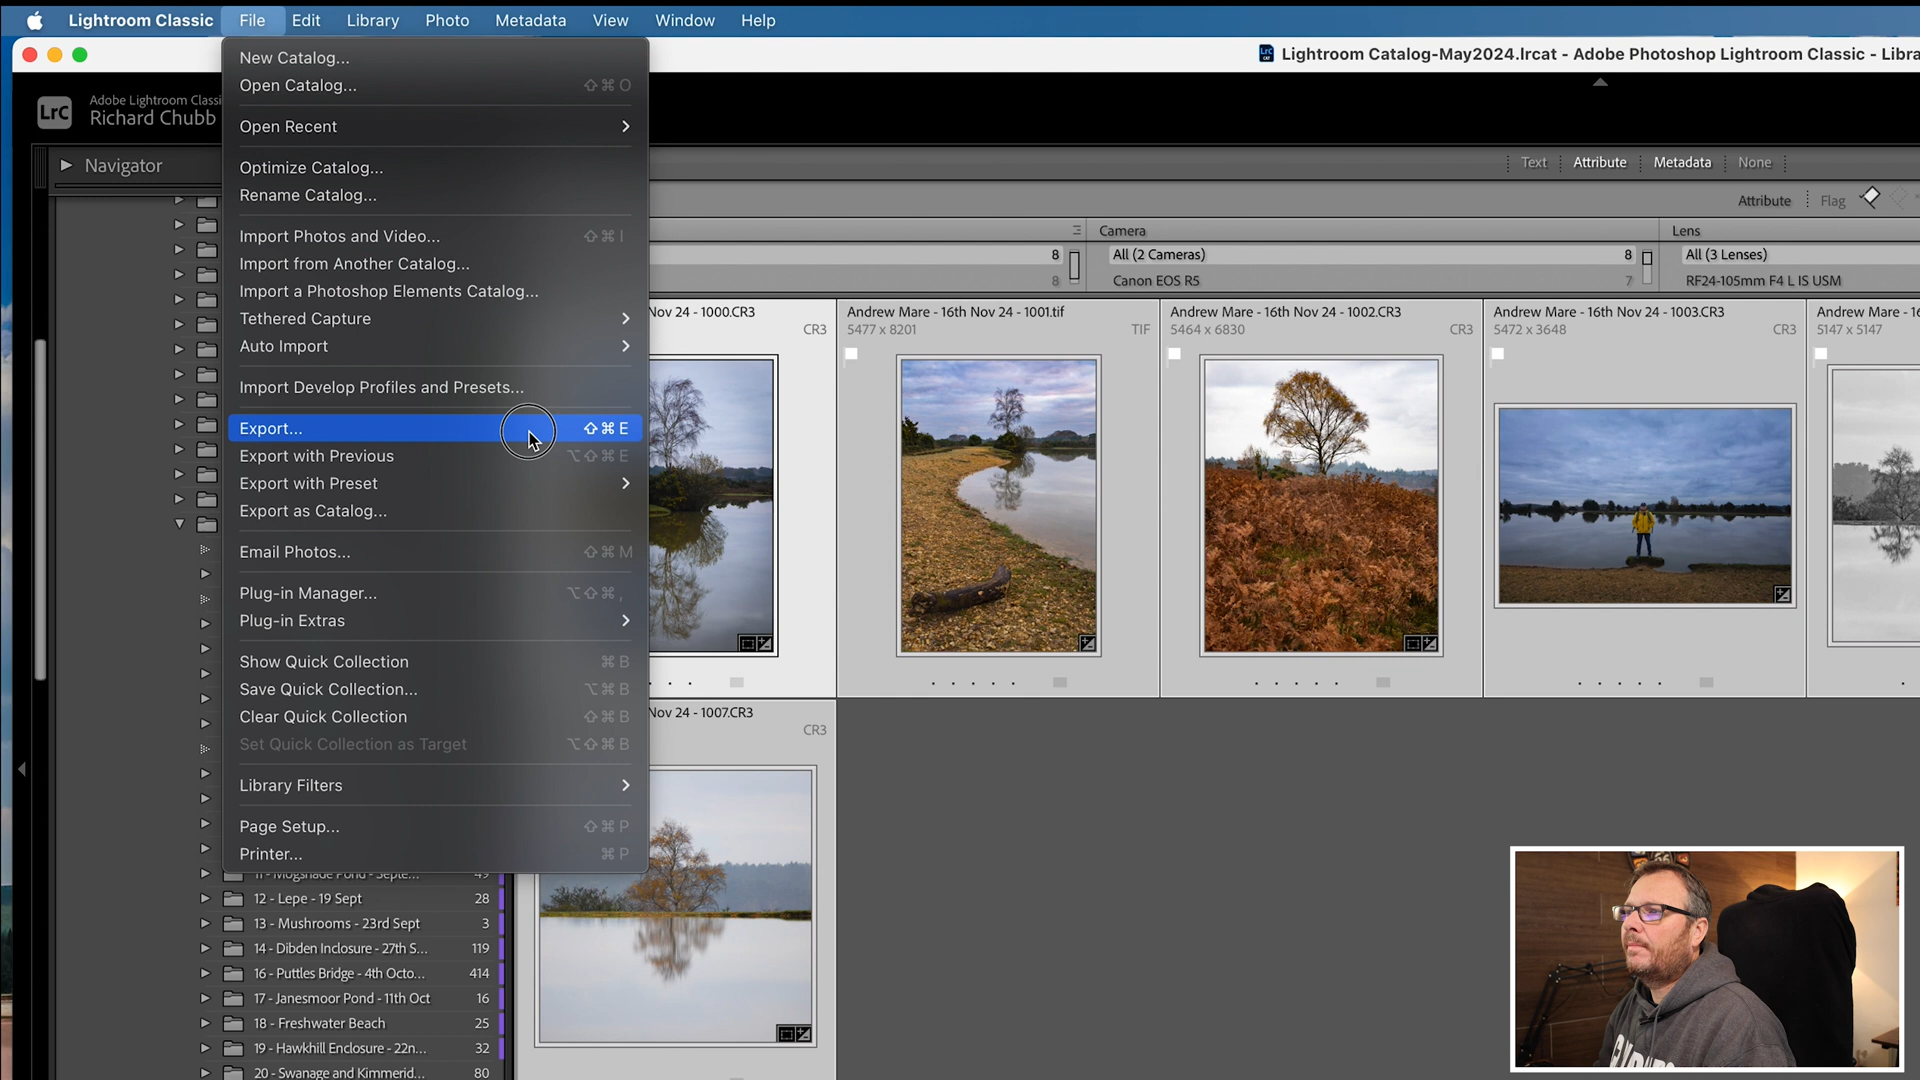 Lightroom Classic File Edit Library Photo Metadata View Window Help
Lightroom Catalog-May2024.lrcat - Adobe Photoshop Lightroom Classic - Libra
LrC
Adobe Lightroom Classi
Richard Chubb
Navigator
New Catalog...
Open Catalog... ⇧⌘O
Open Recent
Optimize Catalog...
Rename Catalog...
Import Photos and Video... ⇧⌘I
Import from Another Catalog...
Import a Photoshop Elements Catalog...
Tethered Capture
Auto Import
Import Develop Profiles and Presets...
Export... ⇧⌘E
Export with Previous ⌥⇧⌘E
Export with Preset
Export as Catalog...
Email Photos... ⇧⌘M
Plug-in Manager... ⌥⇧⌘,
Plug-in Extras
Show Quick Collection ⌘B
Save Quick Collection... ⌥⌘B
Clear Quick Collection ⇧⌘B
Set Quick Collection as Target ⌥⇧⌘B
Library Filters
Page Setup... ⇧⌘P
Printer... ⌘P
11 - Mogshade Pond - Septe... 49
12 - Lepe - 19 Sept 28
13 - Mushrooms - 23rd Sept 3
14 - Dibden Inclosure - 27th S... 119
16 - Puttles Bridge - 4th Octo... 414
17 - Janesmoor Pond - 11th Oct 16
18 - Freshwater Beach 25
19 - Hawkhill Enclosure - 22n... 32
20 - Swanage and Kimmerid... 80
Text Attribute Metadata None
Attribute Flag
Camera Lens
8 All (2 Cameras) 8 All (3 Lenses)
8 Canon EOS R5 7 RF24-105mm F4 L IS USM
Nov 24 - 1000.CR3
CR3
Andrew Mare - 16th Nov 24 - 1001.tif
5477 x 8201 TIF
Andrew Mare - 16th Nov 24 - 1002.CR3
5464 x 6830 CR3
Andrew Mare - 16th Nov 24 - 1003.CR3
5472 x 3648 CR3
Andrew Mare - 16
5147 x 5147
Nov 24 - 1007.CR3
CR3